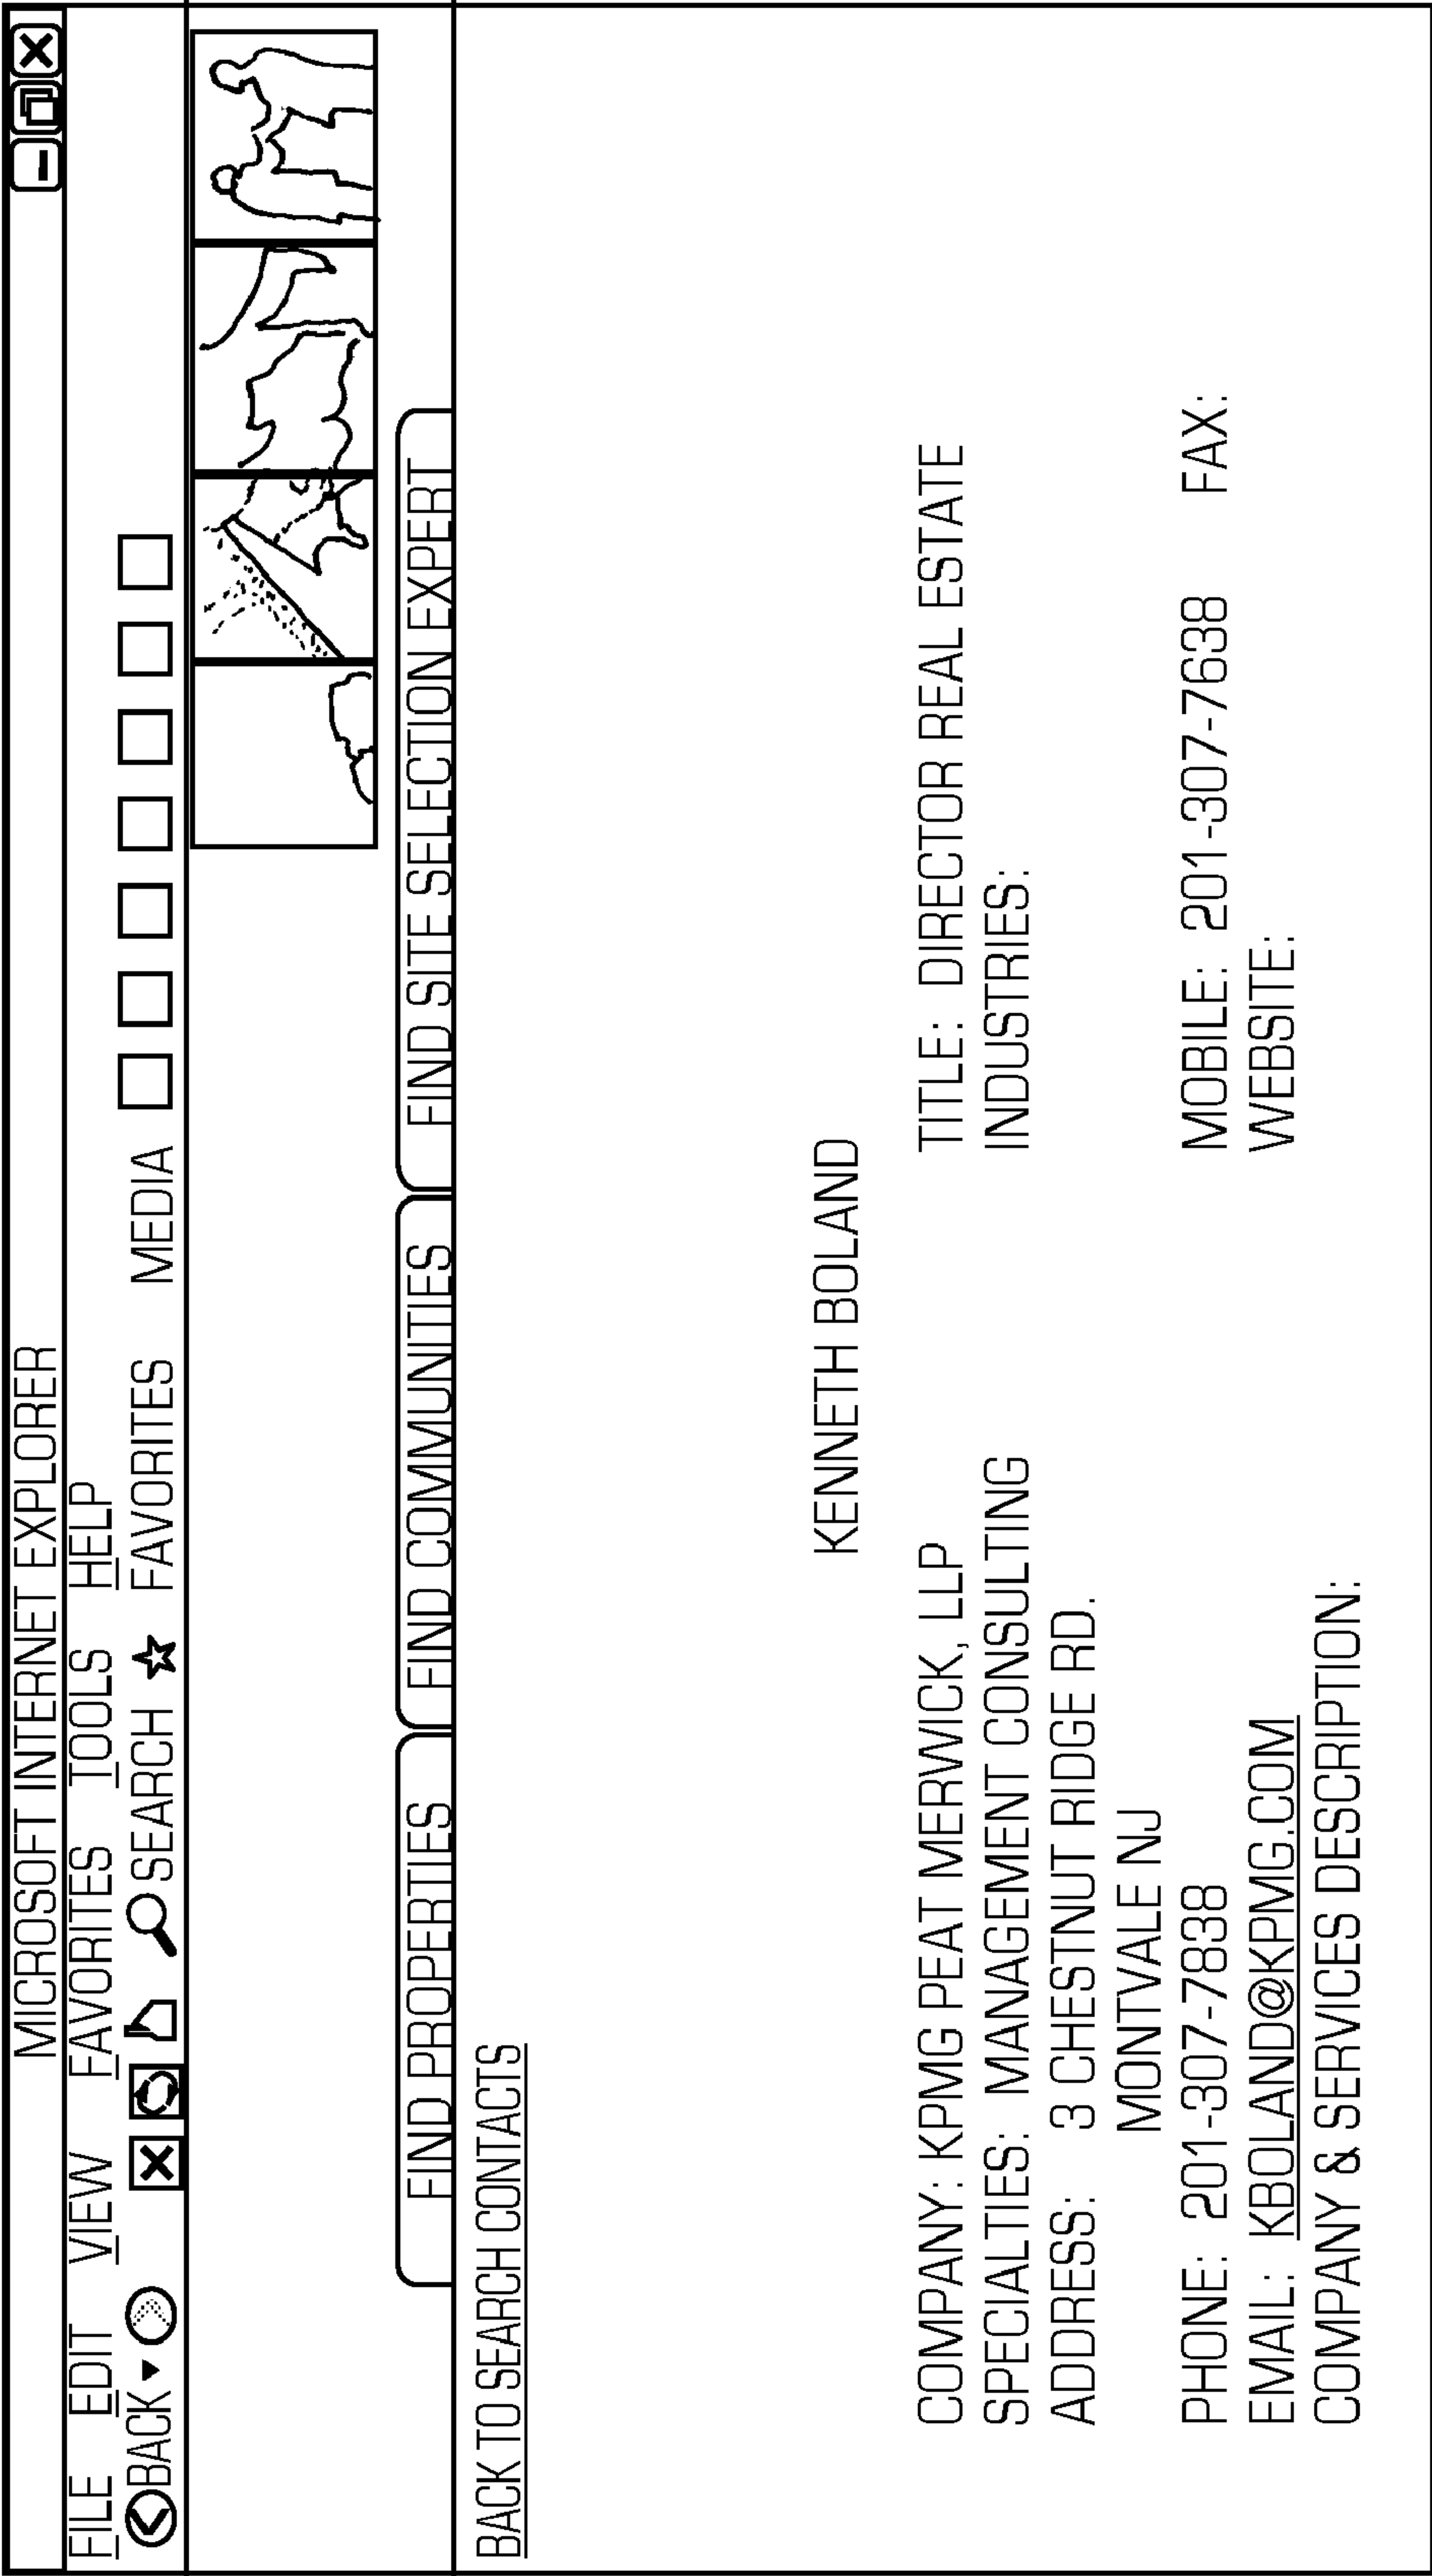 MICROSOFT INTERNET EXPLORER
FILE EDIT VIEW FAVORITES TOOLS HELP
BACK SEARCH FAVORITES MEDIA
FIND PROPERTIES FIND COMMUNITIES FIND SITE SELECTION EXPERT
BACK TO SEARCH CONTACTS
KENNETH BOLAND
COMPANY: KPMG PEAT MERWICK, LLP TITLE: DIRECTOR REAL ESTATE
SPECIALTIES: MANAGEMENT CONSULTING INDUSTRIES:
ADDRESS: 3 CHESTNUT RIDGE RD.
MONTVALE NJ
PHONE: 201-307-7838 MOBILE: 201-307-7638 FAX:
EMAIL: KBOLAND@KPMG.COM WEBSITE:
COMPANY & SERVICES DESCRIPTION: